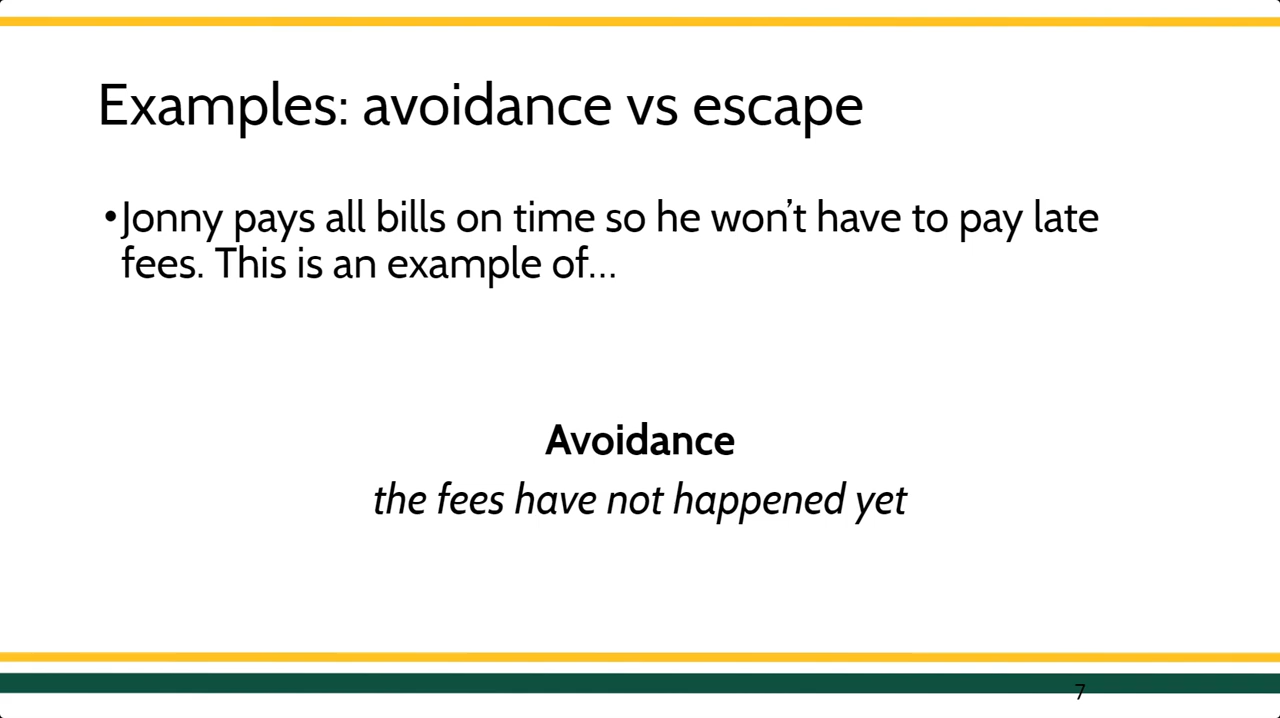 Examples: avoidance vs escape
•Jonny pays all bills on time so he won’t have to pay late
fees. This is an example of…
Avoidance
the fees have not happened yet
7